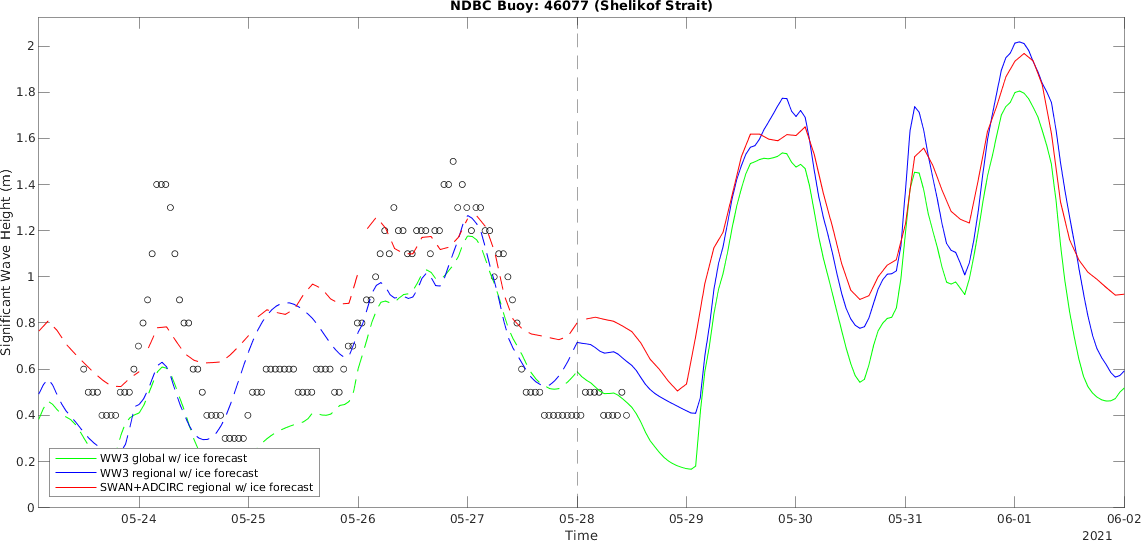 NDBC Buoy: 46077 (Shelikof Strait)
2
1.8
1.6
1.4
1.2
1
0.8
0.6
0.4
0.2
0
Significant Wave Height (m)
WW3 global w/ ice forecast
WW3 regional w/ ice forecast
SWAN+ADCIRC regional w/ ice forecast
05-24 05-25 05-26 05-27 05-28 05-29 05-30 05-31 06-01 06-02
Time
2021